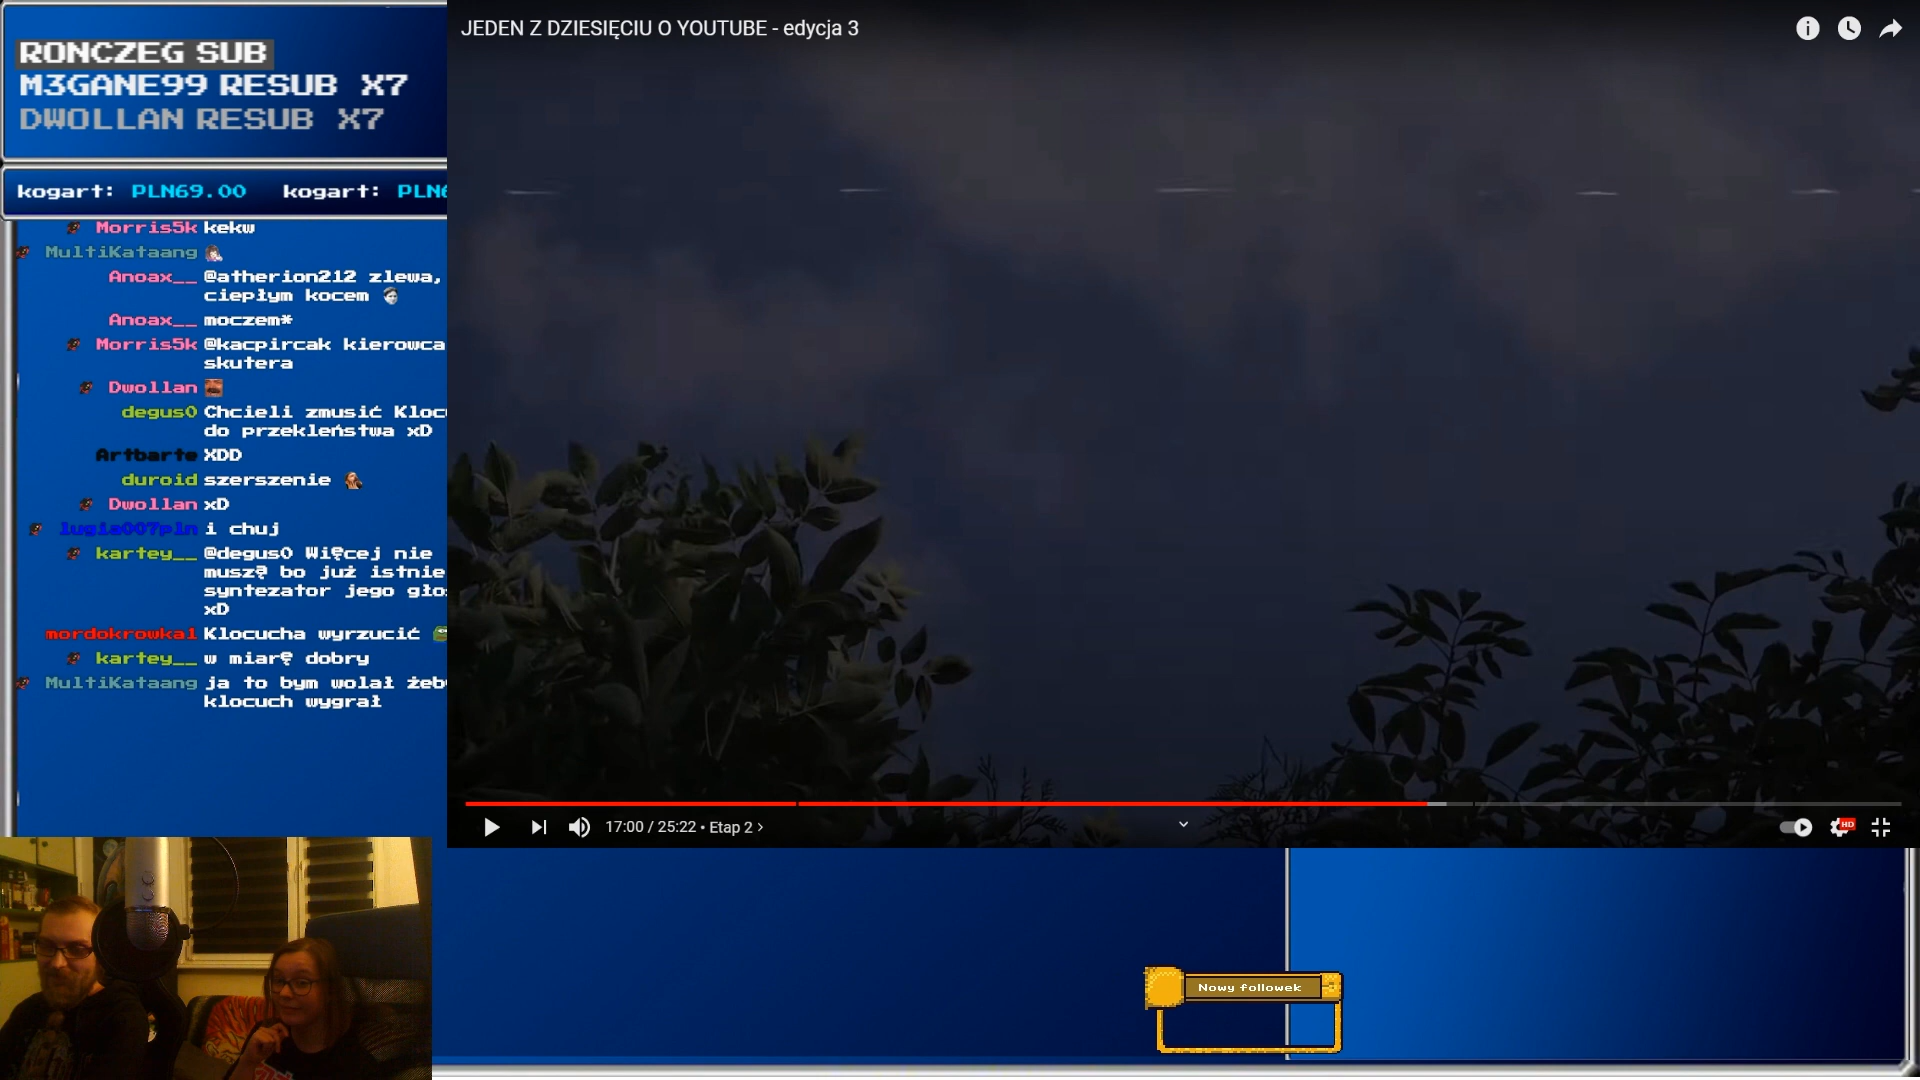 RONCZEG SUB
M3GANE99 RESUB X7
DWOLLAN RESUB X7
kogart: PLN69.00 kogart:
Morris5k kekw
MultiKataang
Anoax__ @atherion212 zlewa,
ciepłym kocem
Anoax__ moczem*
Morris5k @kacpircak kierowca
skutera
Dwollan
degus0 Chcieli zmusić
do przekleństwa xD
Artbarte XDD
duroid szerszenie
Dwollan xD
lugia007pln i chuj
kartey__ @degus0 Więcej nie
muszą bo już istnie
syntezator jego
xD
mordokrowka1 Klocucha wyrzucić
kartey__ w miarę dobry
MultiKataang ja to bym wolał
klocuch wygrał
JEDEN Z DZIESIĘCIU O YOUTUBE - edycja 3
17:00 / 25:22 • Etap 2 >
HD
Nowy followek